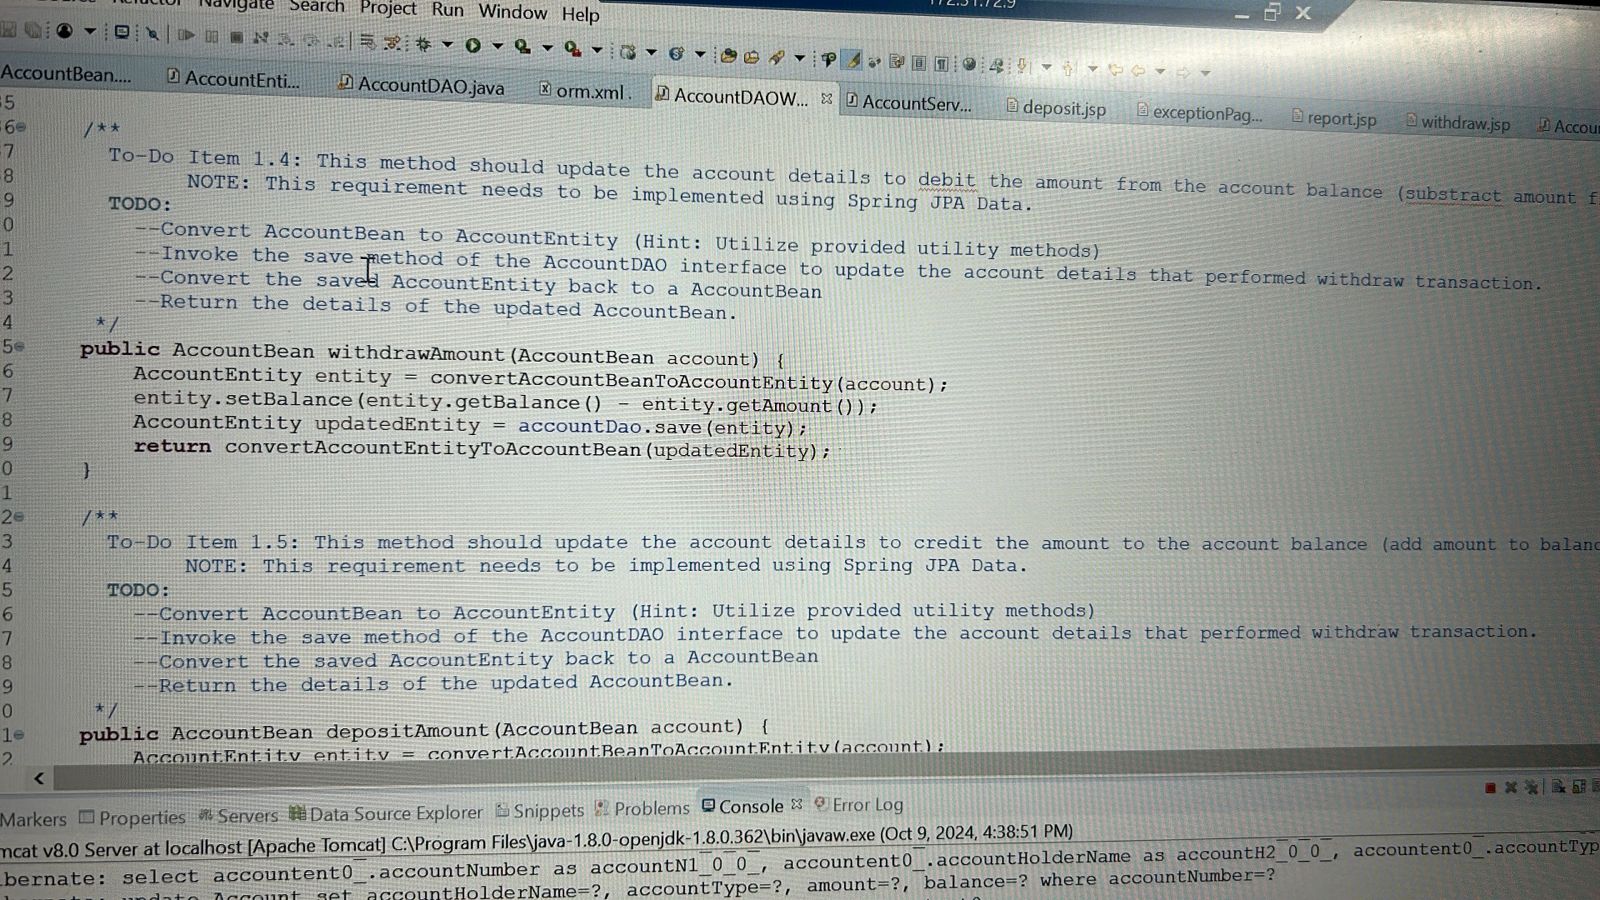 Navigate Search Project Run Window Help
AccountBean.... AccountEnti... AccountDAO.java orm.xml . AccountDAOW... AccountServ... deposit.jsp exceptionPag... report.jsp withdraw.jsp Accou
5
6 /**
7 To-Do Item 1.4: This method should update the account details to debit the amount from the account balance (substract amount f
8 NOTE: This requirement needs to be implemented using Spring JPA Data.
9 TODO:
0 --Convert AccountBean to AccountEntity (Hint: Utilize provided utility methods)
1 --Invoke the save method of the AccountDAO interface to update the account details that performed withdraw transaction.
2 --Convert the saved AccountEntity back to a AccountBean
3 --Return the details of the updated AccountBean.
4 */
5 public AccountBean withdrawAmount(AccountBean account) {
6 AccountEntity entity = convertAccountBeanToAccountEntity(account);
7 entity.setBalance(entity.getBalance() - entity.getAmount());
8 AccountEntity updatedEntity = accountDao.save(entity);
9 return convertAccountEntityToAccountBean(updatedEntity);
0 }
1
2 /**
3 To-Do Item 1.5: This method should update the account details to credit the amount to the account balance (add amount to balanc
4 NOTE: This requirement needs to be implemented using Spring JPA Data.
5 TODO:
6 --Convert AccountBean to AccountEntity (Hint: Utilize provided utility methods)
7 --Invoke the save method of the AccountDAO interface to update the account details that performed withdraw transaction.
8 --Convert the saved AccountEntity back to a AccountBean
9 --Return the details of the updated AccountBean.
0 */
1 public AccountBean depositAmount(AccountBean account) {
2 AccountEntity entity = convertAccountBeanToAccountEntity(account);
Markers Properties Servers Data Source Explorer Snippets Problems Console Error Log
mcat v8.0 Server at localhost [Apache Tomcat] C:\Program Files\java-1.8.0-openjdk-1.8.0.362\bin\javaw.exe (Oct 9, 2024, 4:38:51 PM)
bernate: select accountent0_.accountNumber as accountN1_0_0_, accountent0_.accountHolderName as accountH2_0_0_, accountent0_.accountTyp
update Account set accountHolderName=?, accountType=?, amount=?, balance=? where accountNumber=?